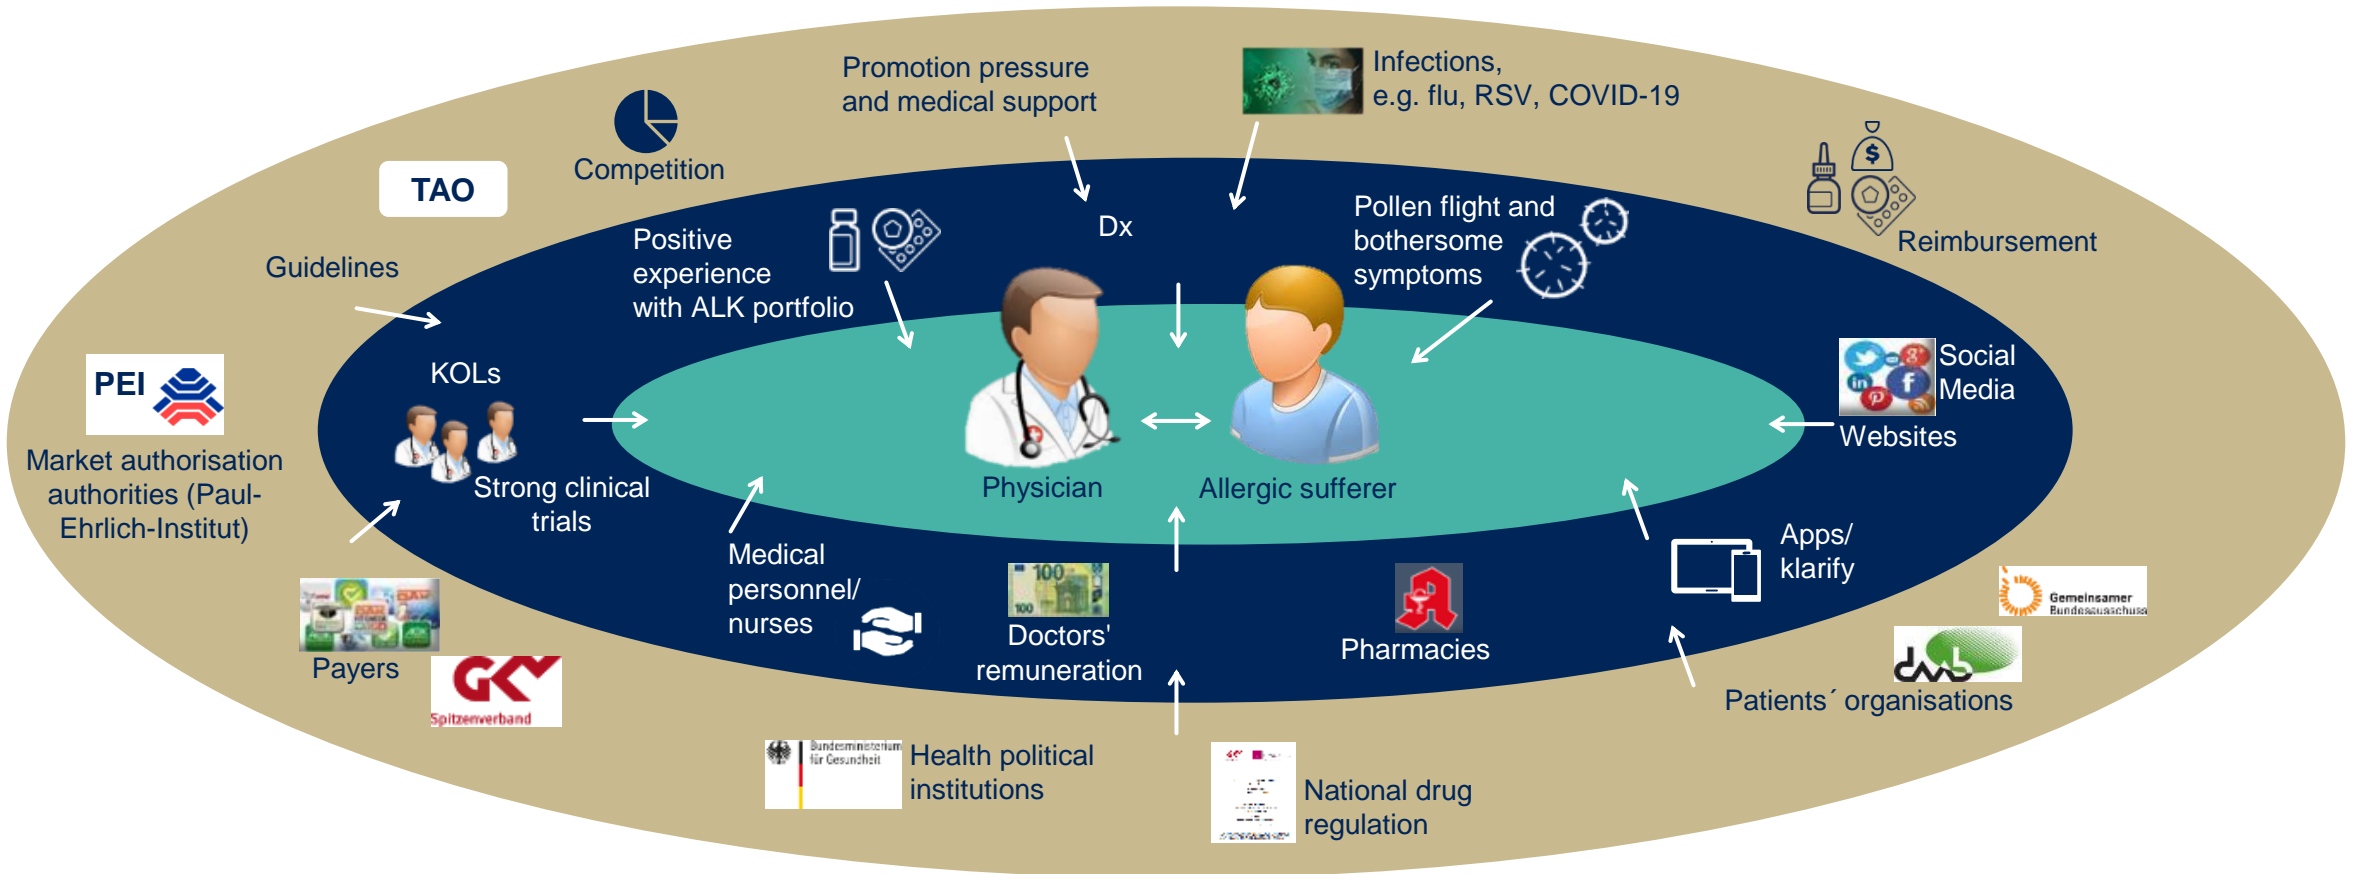 Promotion pressure
and medical support
Infections,
e.g. flu, RSV, COVID-19
Competition
TAO
Guidelines
Reimbursement
Positive
experience
with ALK portfolio
Dx
Pollen flight and
bothersome
symptoms
KOLs
Strong clinical
trials
PEI
Market authorisation
authorities (Paul-
Ehrlich-Institut)
Physician
Allergic sufferer
Social
Media
Websites
Medical
personnel/
nurses
100
100
Doctors'
remuneration
Pharmacies
Apps/
klarify
Payers
GKV
Spitzenverband
Gemeinsamer
Bundesausschuss
daab
Patients´ organisations
Bundesministerium
für Gesundheit
Health political
institutions
National drug
regulation